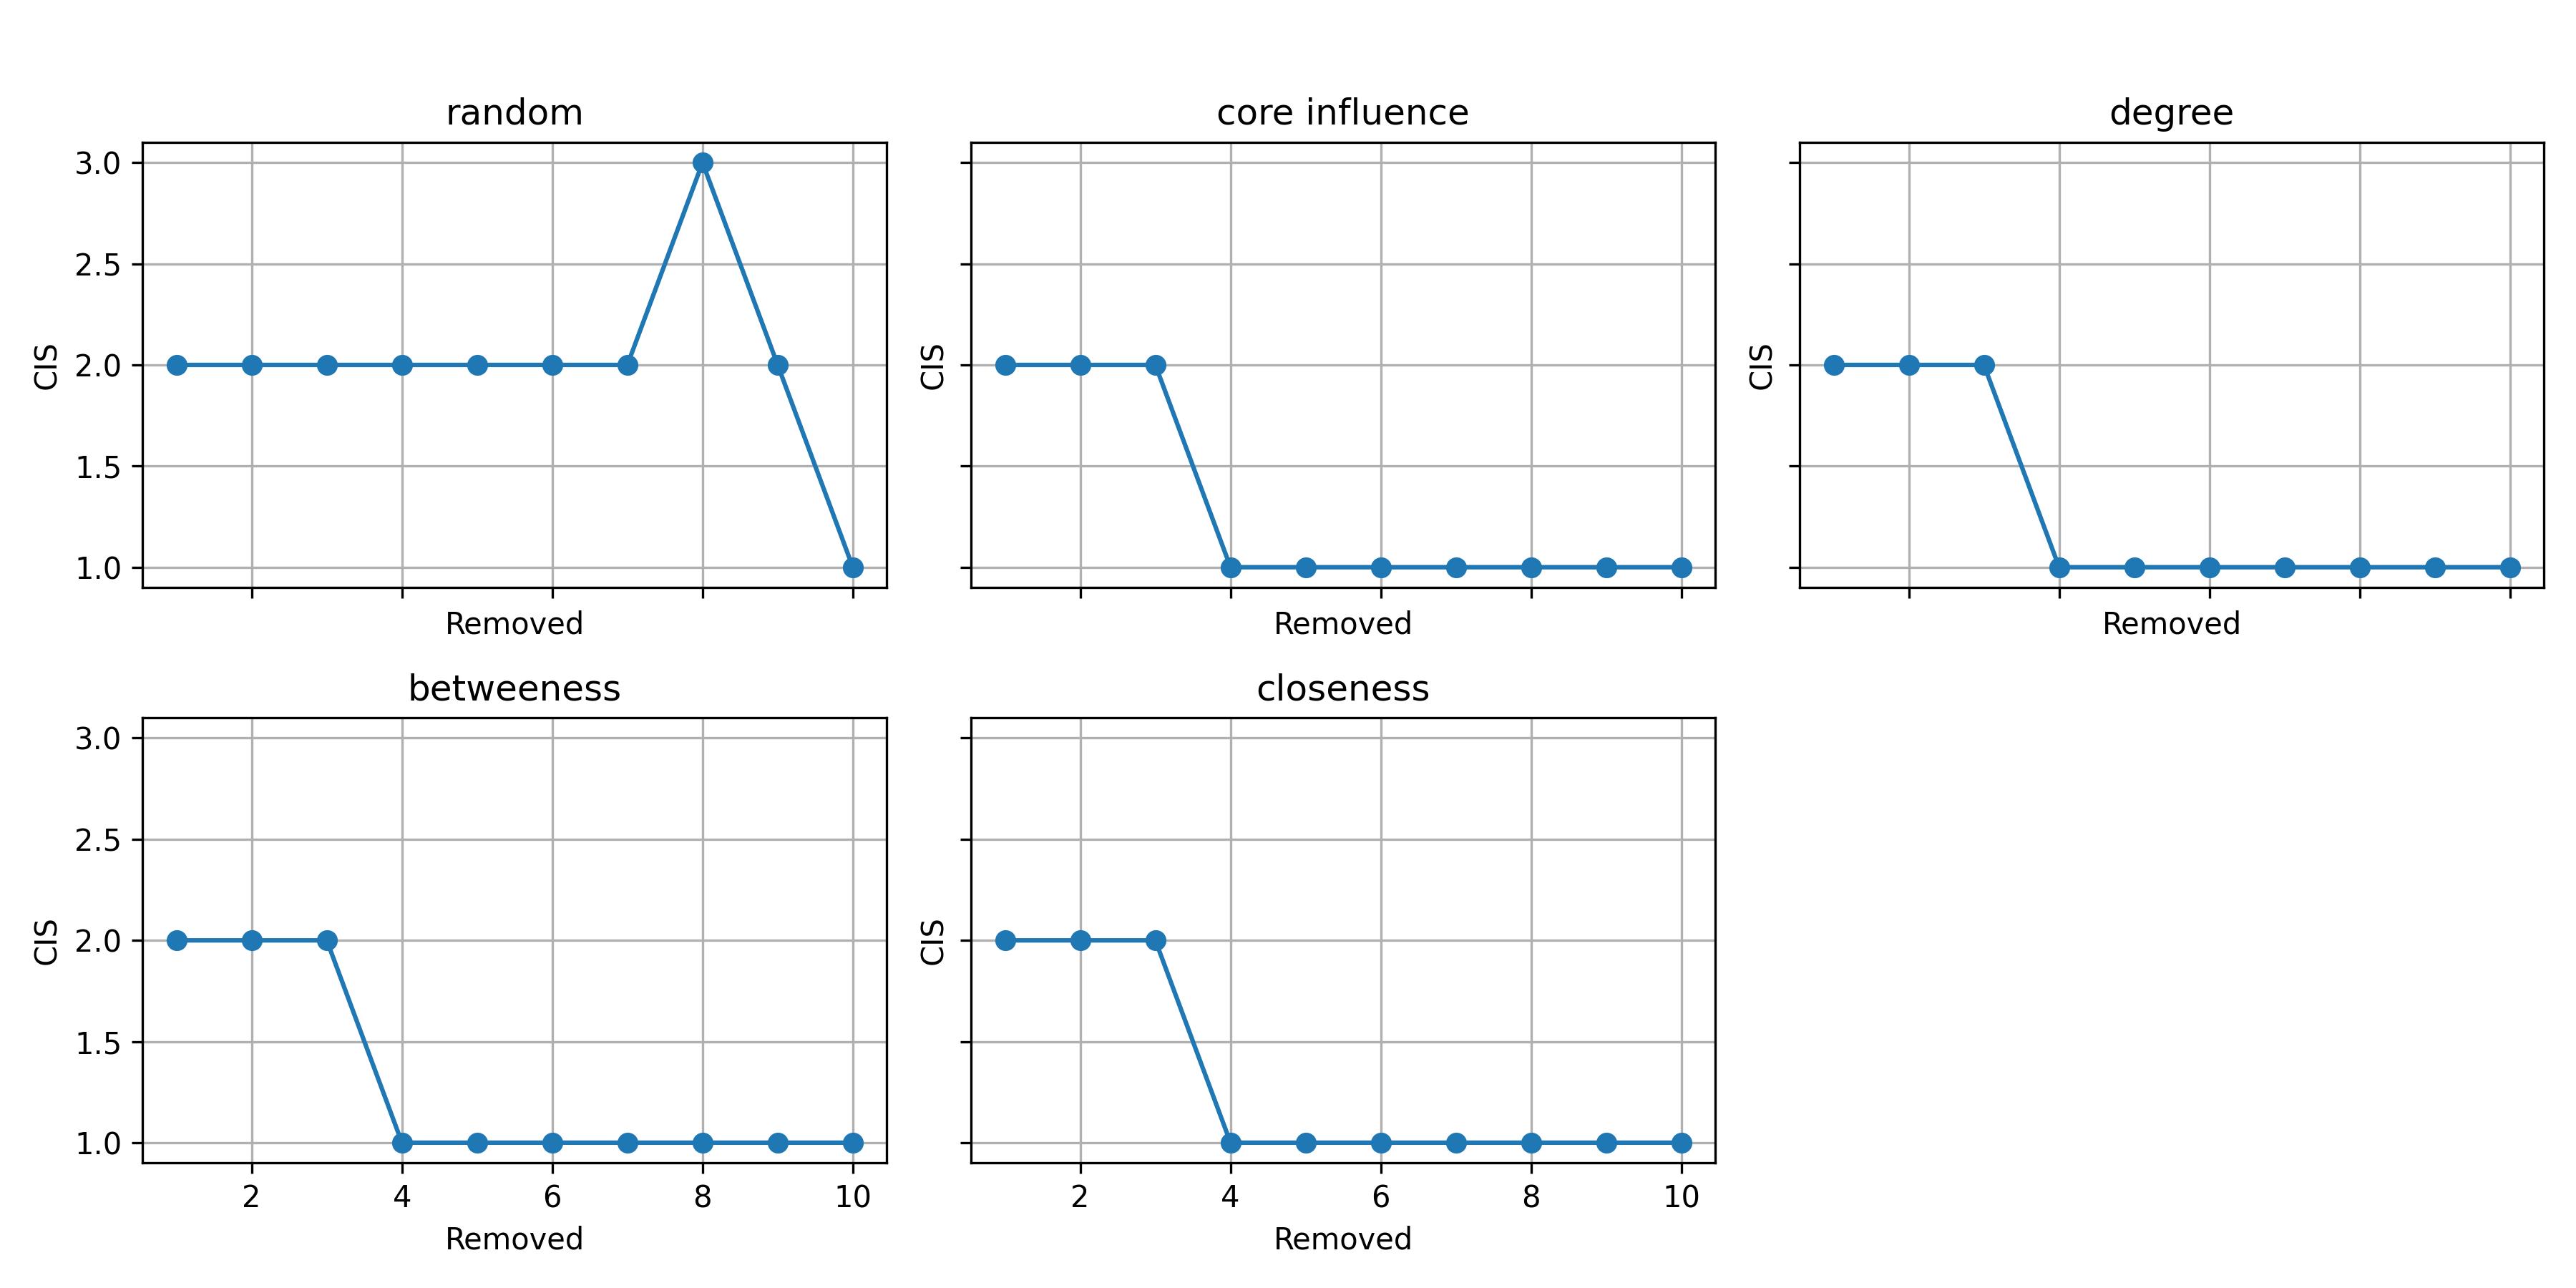 random
core influence
degree
3.0
2.5
2.0
1.5
1.0
CIS
CIS
CIS
Removed
Removed
Removed
betweeness
closeness
3.0
2.5
2.0
1.5
1.0
CIS
CIS
2 4 6 8 10
2 4 6 8 10
Removed
Removed